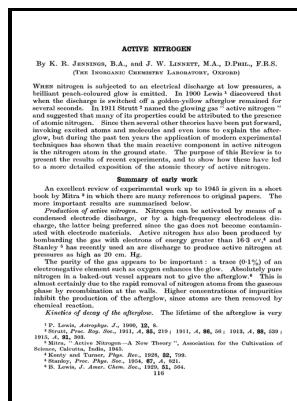 ACTIVE NITROGEN
By K. R. JENNINGS, B.A., and J. W. LINNETT, M.A., D.PHIL., F.R.S.
(THE INORGANIC CHEMISTRY LABORATORY, OXFORD)
WHEN nitrogen is subjected to an electrical discharge at low pressures, a
brilliant peach-coloured glow is emitted. In 1900 Lewis 1 discovered that
when the discharge is switched off a golden-yellow afterglow remained for
several seconds. In 1911 Strutt 2 named the glowing gas " active nitrogen "
and suggested that many of its properties could be attributed to the presence
of atomic nitrogen. Since then several other theories have been put forward,
invoking excited atoms and molecules and even ions to explain the after-
glow, but during the past ten years the application of modern experimental
techniques has shown that the main reactive component in active nitrogen
is the nitrogen atom in the ground state. The purpose of this Review is to
present the results of recent experiments, and to show how these have led
to a more detailed exposition of the atomic theory of active nitrogen.
Summary of early work
An excellent review of experimental work up to 1945 is given in a short
book by Mitra 3 in which there are many references to original papers. The
more important results are summarised below.
Production of active nitrogen. Nitrogen can be activated by means of a
condensed electrode discharge, or by a high-frequency electrodeless dis-
charge, the latter being preferred since the gas does not become contamin-
ated with electrode materials. Active nitrogen has also been produced by
bombarding the gas with electrons of energy greater than 16·3 ev,4 and
Stanley 5 has recently used an arc discharge to produce active nitrogen at
pressures as high as 20 cm. Hg.
The purity of the gas appears to be important : a trace (0·1%) of an
electronegative element such as oxygen enhances the glow. Absolutely pure
nitrogen in a baked-out vessel appears not to give the afterglow.6 This is
almost certainly due to the rapid removal of nitrogen atoms from the gaseous
phase by recombination at the walls. Higher concentrations of impurities
inhibit the production of the afterglow, since atoms are then removed by
chemical reaction.
Kinetics of decay of the afterglow. The lifetime of the afterglow is very
1 P. Lewis, Astrophys. J., 1900, 12, 8.
2 Strutt, Proc. Roy. Soc., 1911, A, 85, 219 ; 1911, A, 86, 56 ; 1913, A, 88, 539 ;
1915, A, 91, 303.
3 Mitra, " Active Nitrogen—A New Theory ", Association for the Cultivation of
Science, Calcutta, India, 1945.
4 Kenty and Turner, Phys. Rev., 1928, 32, 799.
5 Stanley, Proc. Phys. Soc., 1954, 67, A, 821.
6 B. Lewis, J. Amer. Chem. Soc., 1929, 51, 564.
116